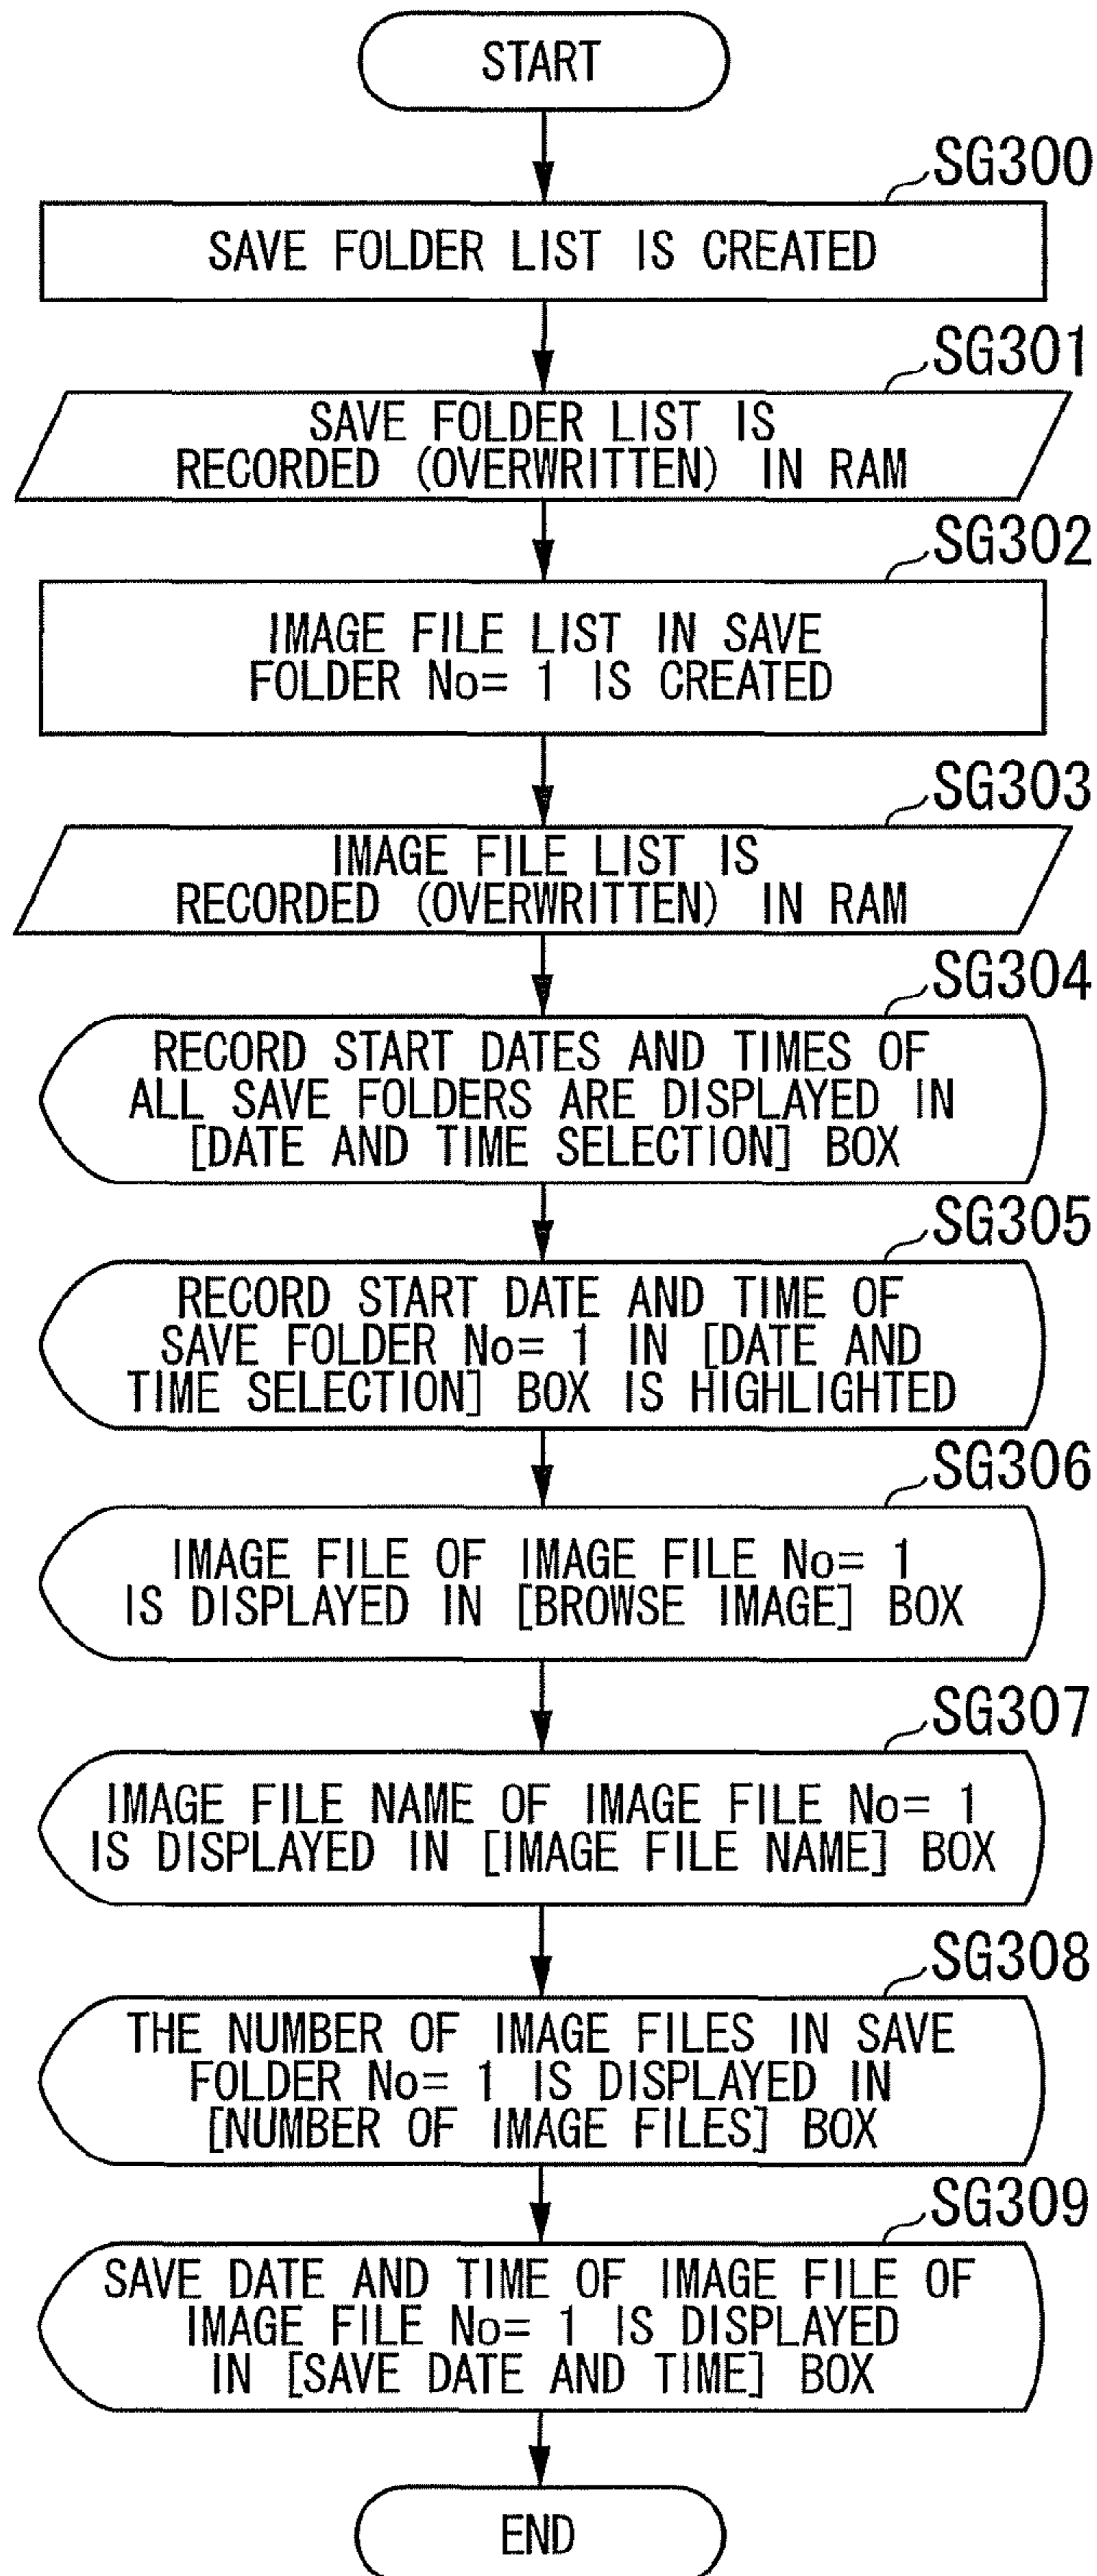 START
SG300
SAVE FOLDER LIST IS CREATED
SG301
SAVE FOLDER LIST IS
RECORDED (OVERWRITTEN) IN RAM
SG302
IMAGE FILE LIST IN SAVE
FOLDER No= 1 IS CREATED
SG303
IMAGE FILE LIST IS
RECORDED (OVERWRITTEN) IN RAM
SG304
RECORD START DATES AND TIMES OF
ALL SAVE FOLDERS ARE DISPLAYED IN
[DATE AND TIME SELECTION] BOX
SG305
RECORD START DATE AND TIME OF
SAVE FOLDER No= 1 IN [DATE AND
TIME SELECTION] BOX IS HIGHLIGHTED
SG306
IMAGE FILE OF IMAGE FILE No= 1
IS DISPLAYED IN [BROWSE IMAGE] BOX
SG307
IMAGE FILE NAME OF IMAGE FILE No= 1
IS DISPLAYED IN [IMAGE FILE NAME] BOX
SG308
THE NUMBER OF IMAGE FILES IN SAVE
FOLDER No= 1 IS DISPLAYED IN
[NUMBER OF IMAGE FILES] BOX
SG309
SAVE DATE AND TIME OF IMAGE FILE OF
IMAGE FILE No= 1 IS DISPLAYED
IN [SAVE DATE AND TIME] BOX
END